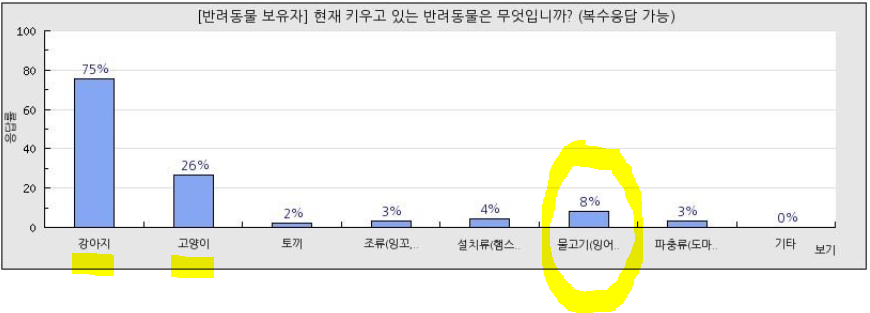 [반려동물 보유자] 현재 키우고 있는 반려동물은 무엇입니까? (복수응답 가능)
응답률
100
80
60
40
20
0
75%
26%
2%
3%
4%
8%
3%
0%
강아지
고양이
토끼
조류(잉꼬,..
설치류(햄스..
물고기(잉어..
파충류(도마..
기타
보기